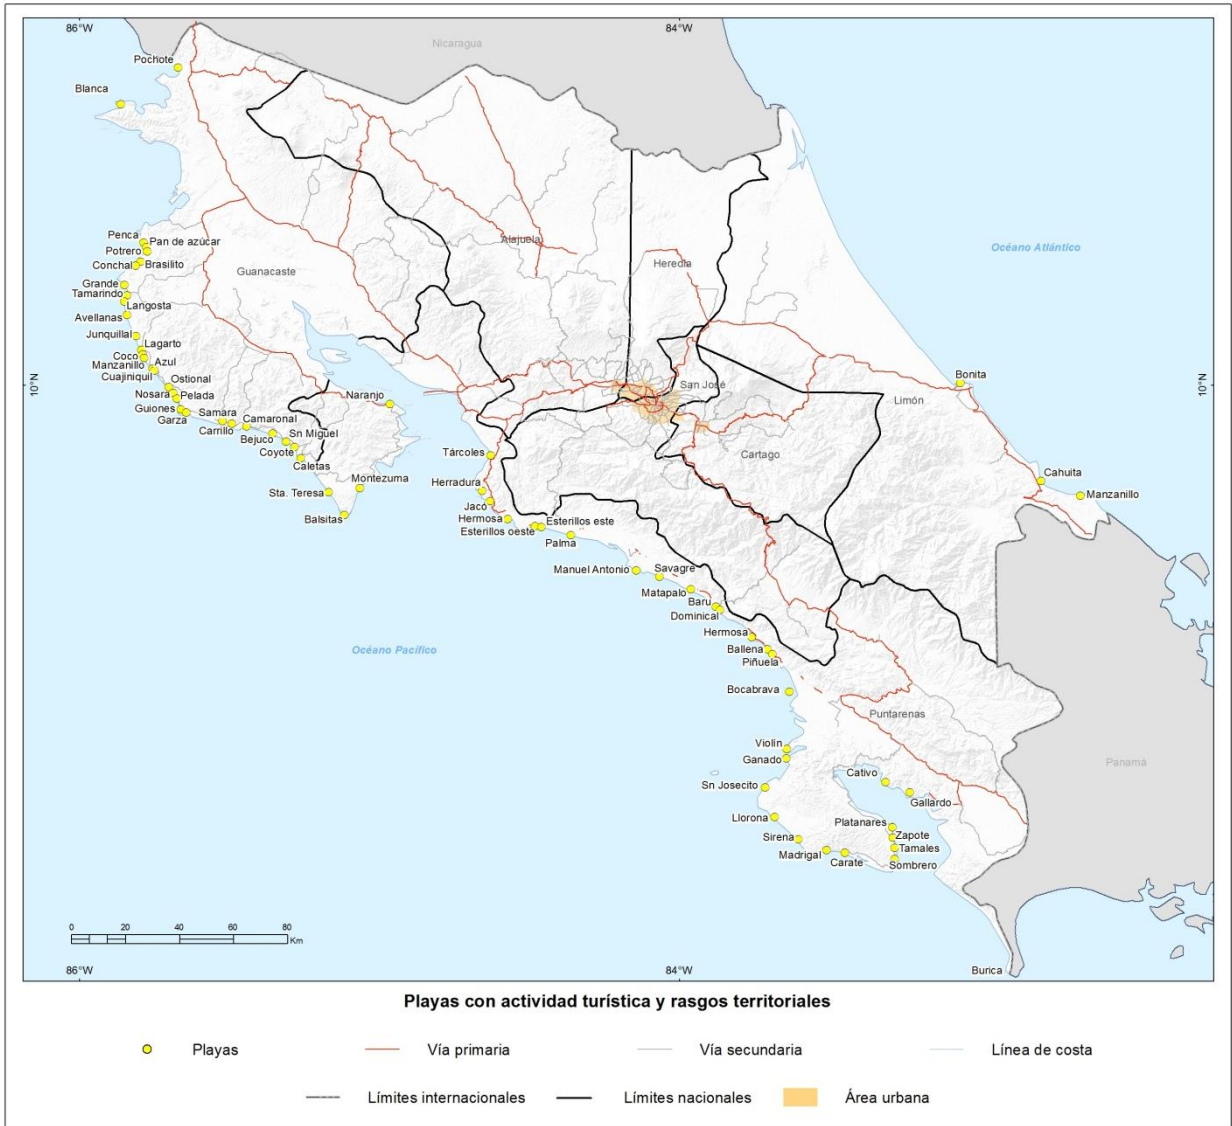 86°W
84°W
Nicaragua
Pochote
Blanca
Océano Atlántico
Penca
Pan de azúcar
Potrero
Conchal
Brasilito
Guanacaste
Alajuela
Heredia
Grande
Tamarindo
Langosta
Avellanas
Junquillal
Lagarto
Coco
Manzanillo
Azul
Cuajiniquil
10°N
10°N
Ostional
Nosara
Pelada
Guiones
Garza
Samara
Carrillo
Camaronal
Bejuco
Sn Miguel
Coyote
Caletas
Naranjo
San José
Bonita
Limón
Cartago
Tárcoles
Cahuita
Manzanillo
Montezuma
Sta. Teresa
Balsitas
Herradura
Jacó
Hermosa
Esterillos este
Esterillos oeste
Palma
Manuel Antonio
Savagre
Matapalo
Baru
Dominical
Hermosa
Ballena
Piñuela
Océano Pacífico
Bocabrava
Puntarenas
Panamá
Violín
Ganado
Cativo
Sn Josecito
Gallardo
Llorona
Platanares
Zapote
Sirena
Tamales
Madrigal
Carate
Sombrero
0 20 40 60 80
Km
86°W
84°W
Burica
Playas con actividad turística y rasgos territoriales
Playas
Vía primaria
Vía secundaria
Línea de costa
Límites internacionales
Límites nacionales
Área urbana